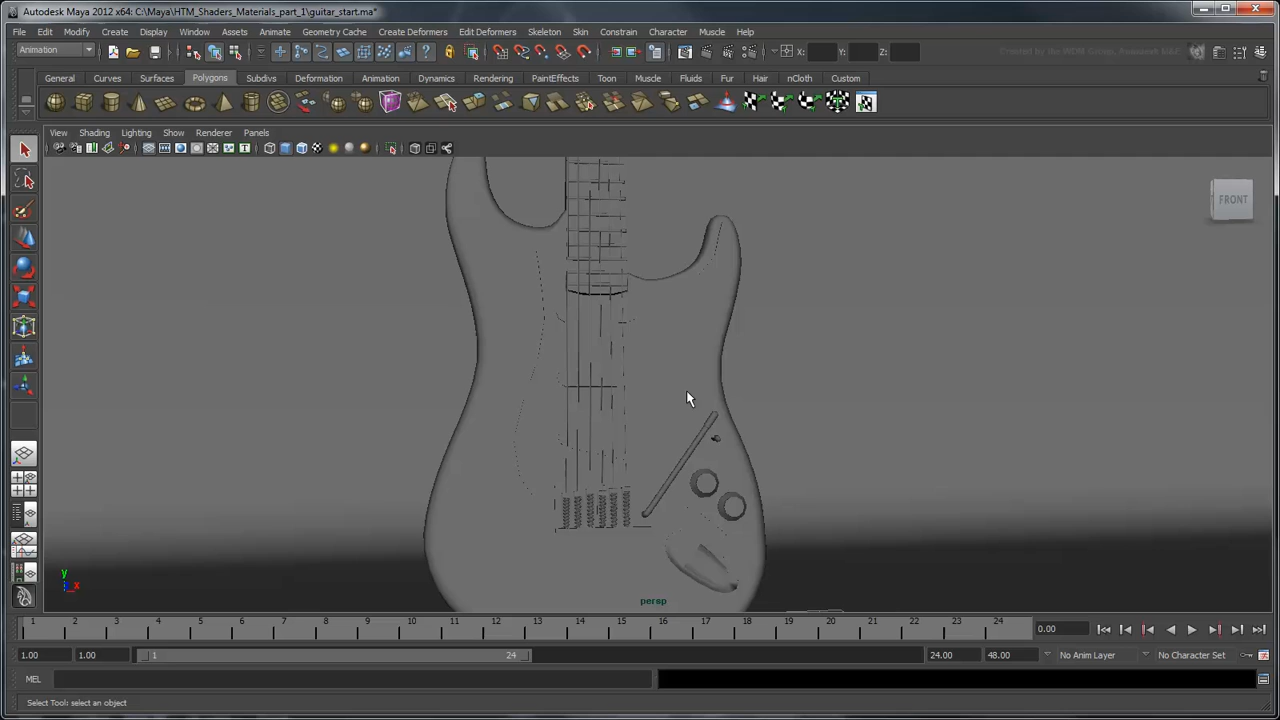 Autodesk Maya 2012 x64: C:\Maya\HTM_Shaders_Materials_part_1\guitar_start.ma*
File Edit Modify Create Display Window Assets Animate Geometry Cache Create Deformers Edit Deformers Skeleton Skin Constrain Character Muscle Help
Animation X: Y: Z:
General Curves Surfaces Polygons Subdivs Deformation Animation Dynamics Rendering PaintEffects Toon Muscle Fluids Fur Hair nCloth Custom
View Shading Lighting Show Renderer Panels
FRONT
y
x
persp
1 2 3 4 5 6 7 8 9 10 11 12 13 14 15 16 17 18 19 20 21 22 23 24 0.00
1.00 1.00 1 24 24.00 48.00 No Anim Layer No Character Set
MEL
Select Tool: select an object